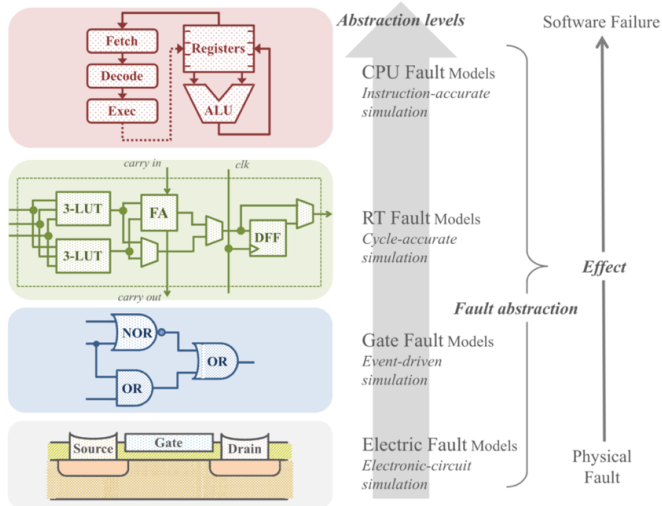 Abstraction levels
Software Failure
Fetch
Decode
Exec
Registers
ALU
CPU Fault Models
Instruction-accurate
simulation
carry in
clk
3-LUT
3-LUT
FA
DFF
carry out
RT Fault Models
Cycle-accurate
simulation
Effect
Fault abstraction
NOR
OR
OR
Gate Fault Models
Event-driven
simulation
Source
Gate
Drain
Electric Fault Models
Electronic-circuit
simulation
Physical
Fault